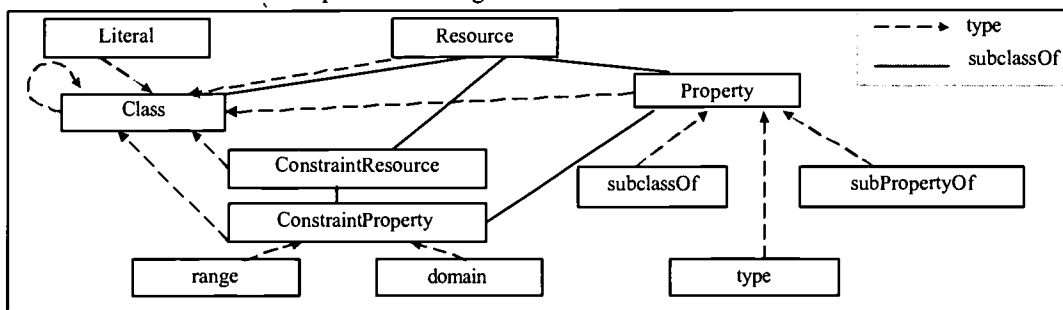 Literal
Resource
type
subclassOf
Class
Property
ConstraintResource
subclassOf
subPropertyOf
ConstraintProperty
range
domain
type